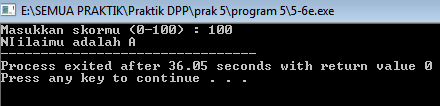 E:\SEMUA PRAKTIK\Praktik DPP\prak 5\program 5\5-6e.exe
Masukkan skormu (0-100) : 100
NIilaimu adalah A
--------------------------------
Process exited after 36.05 seconds with return value 0
Press any key to continue . . .